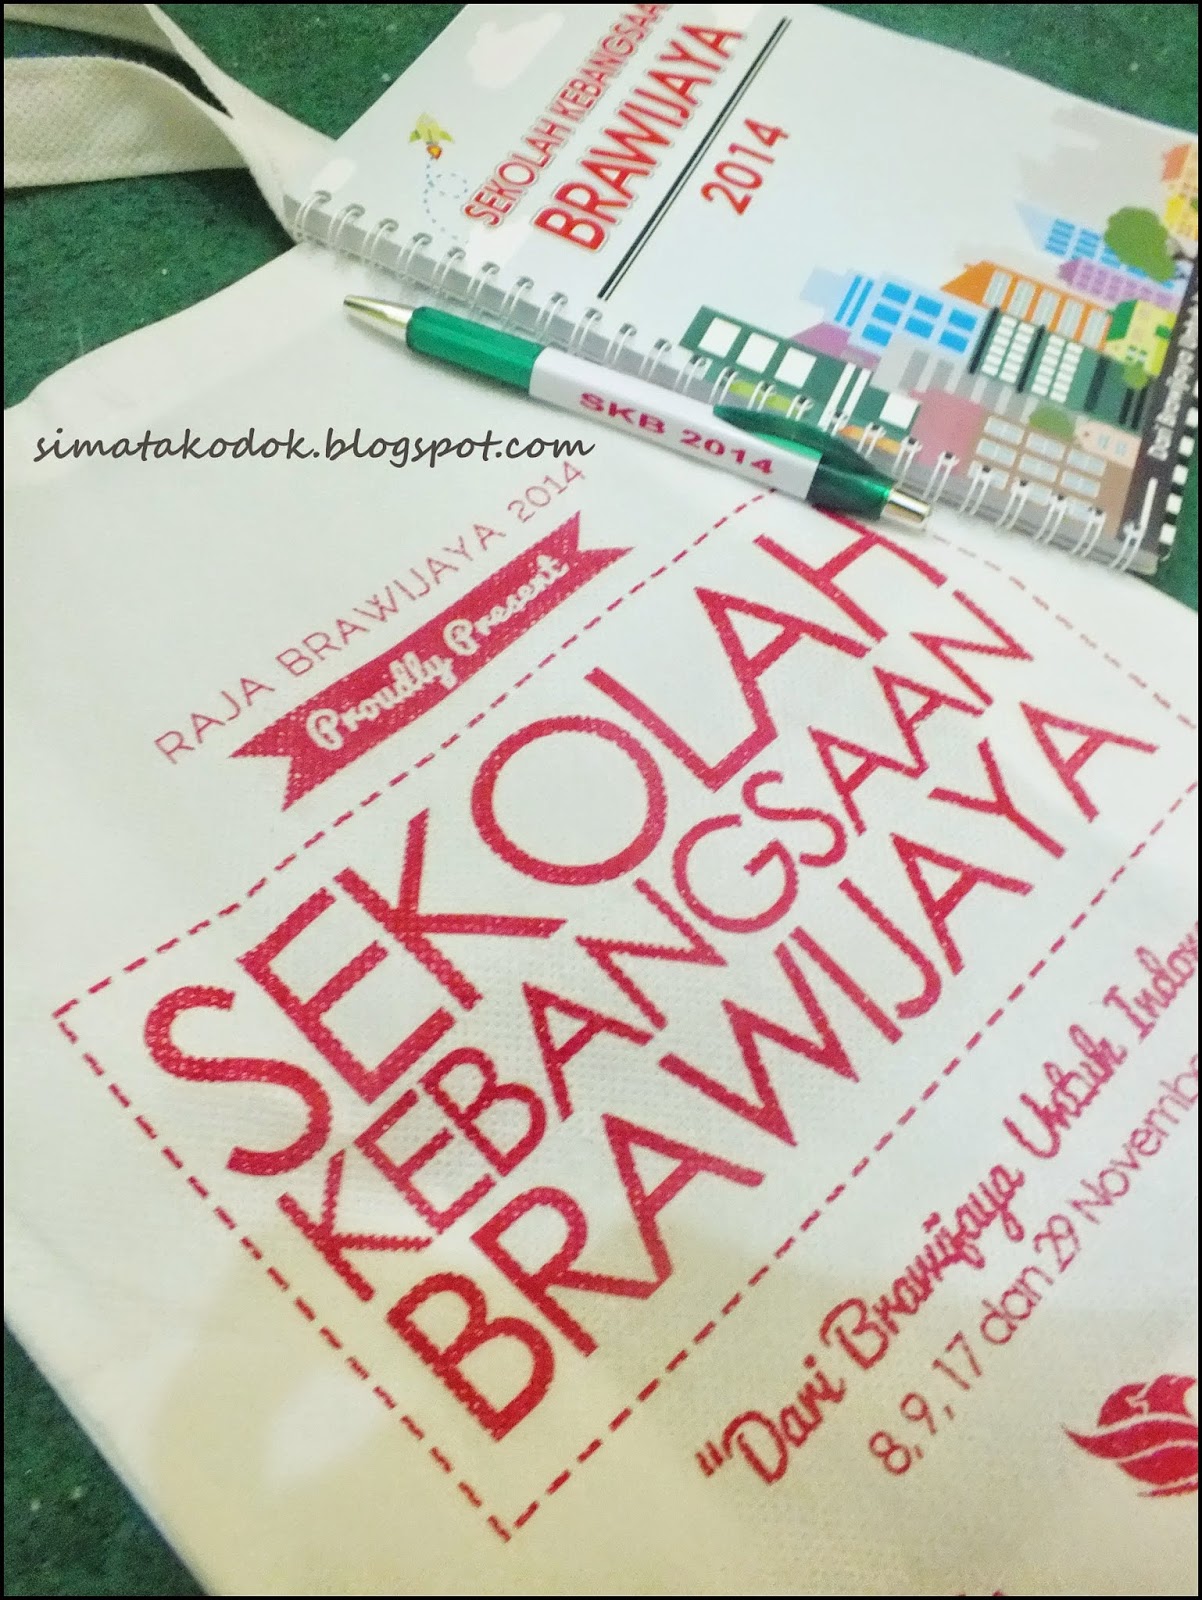 SEKOLAH KEBANGSAAN
BRAWIJAYA
2014
SKB 2014
simatakodok.blogspot.com
RAJA BRAWIJAYA 2014
Proudly Present
SEKOLAH
KEBANGSAAN
BRAWIJAYA
"Dari Brawijaya Untuk
8, 9, 17 dan 29 Novemb